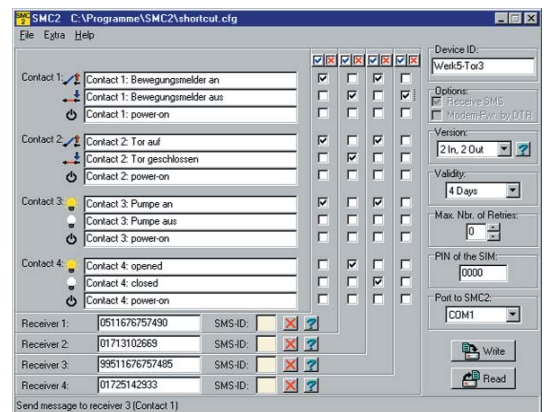 SMC2 C:\Programme\SMC2\shortcut.cfg
File Extra Help
Contact 1: Contact 1: Bewegungsmelder an
Contact 1: Bewegungsmelder aus
Contact 1: power-on
Contact 2: Contact 2: Tor auf
Contact 2: Tor geschlossen
Contact 2: power-on
Contact 3: Contact 3: Pumpe an
Contact 3: Pumpe aus
Contact 3: power-on
Contact 4: Contact 4: opened
Contact 4: closed
Contact 4: power-on
Receiver 1: 0511676757490 SMS-ID:
Receiver 2: 01713102669 SMS-ID:
Receiver 3: 99511676757485 SMS-ID:
Receiver 4: 01725142933 SMS-ID:
Send message to receiver 3 (Contact 1)
Device ID:
Werk5-Tor3
Options:
Receive SMS
Modem-Pwr. by DTR
Version:
2 In, 2 Out
Validity:
4 Days
Max. Nbr. of Retries:
0
PIN of the SIM:
0000
Port to SMC2:
COM1
Write
Read